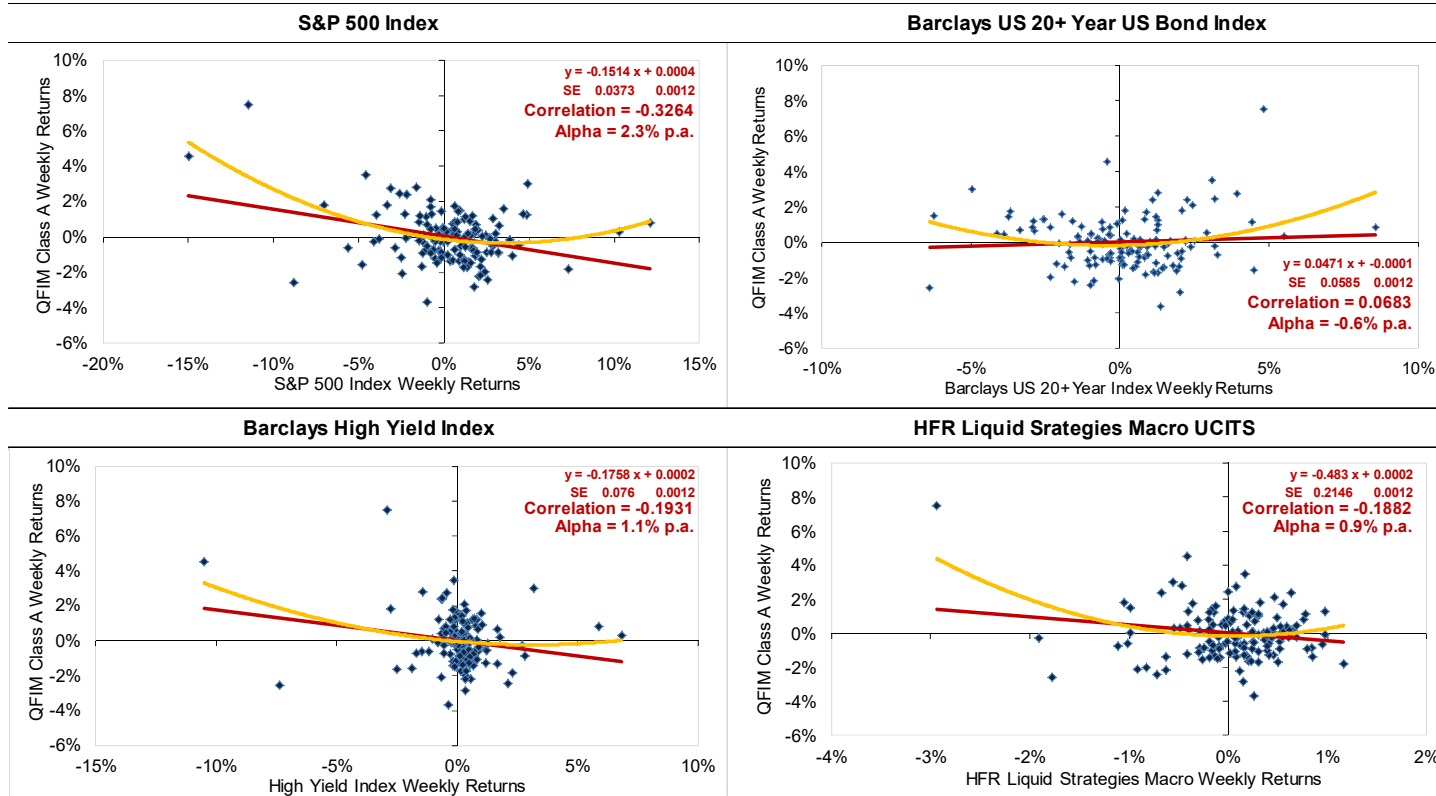 S&P 500 Index
10%
8%
6%
4%
2%
0%
-2%
-4%
-6%
-20%
-15%
-10%
-5%
0%
5%
10%
15%
QFIM Class A Weekly Returns
S&P 500 Index Weekly Returns
y = -0.1514 x + 0.0004
SE 0.0373 0.0012
Correlation = -0.3264
Alpha = 2.3% p.a.
Barclays US 20+ Year US Bond Index
10%
8%
6%
4%
2%
0%
-2%
-4%
-6%
-10%
-5%
0%
5%
10%
QFIM Class A Weekly Returns
Barclays US 20+ Year Index Weekly Returns
y = 0.0471 x + -0.0001
SE 0.0585 0.0012
Correlation = 0.0683
Alpha = -0.6% p.a.
Barclays High Yield Index
10%
8%
6%
4%
2%
0%
-2%
-4%
-6%
-15%
-10%
-5%
0%
5%
10%
QFIM Class A Weekly Returns
High Yield Index Weekly Returns
y = -0.1758 x + 0.0002
SE 0.076 0.0012
Correlation = -0.1931
Alpha = 1.1% p.a.
HFR Liquid Srategies Macro UCITS
10%
8%
6%
4%
2%
0%
-2%
-4%
-6%
-4%
-3%
-2%
-1%
0%
1%
2%
QFIM Class A Weekly Returns
HFR Liquid Strategies Macro Weekly Returns
y = -0.483 x + 0.0002
SE 0.2146 0.0012
Correlation = -0.1882
Alpha = 0.9% p.a.